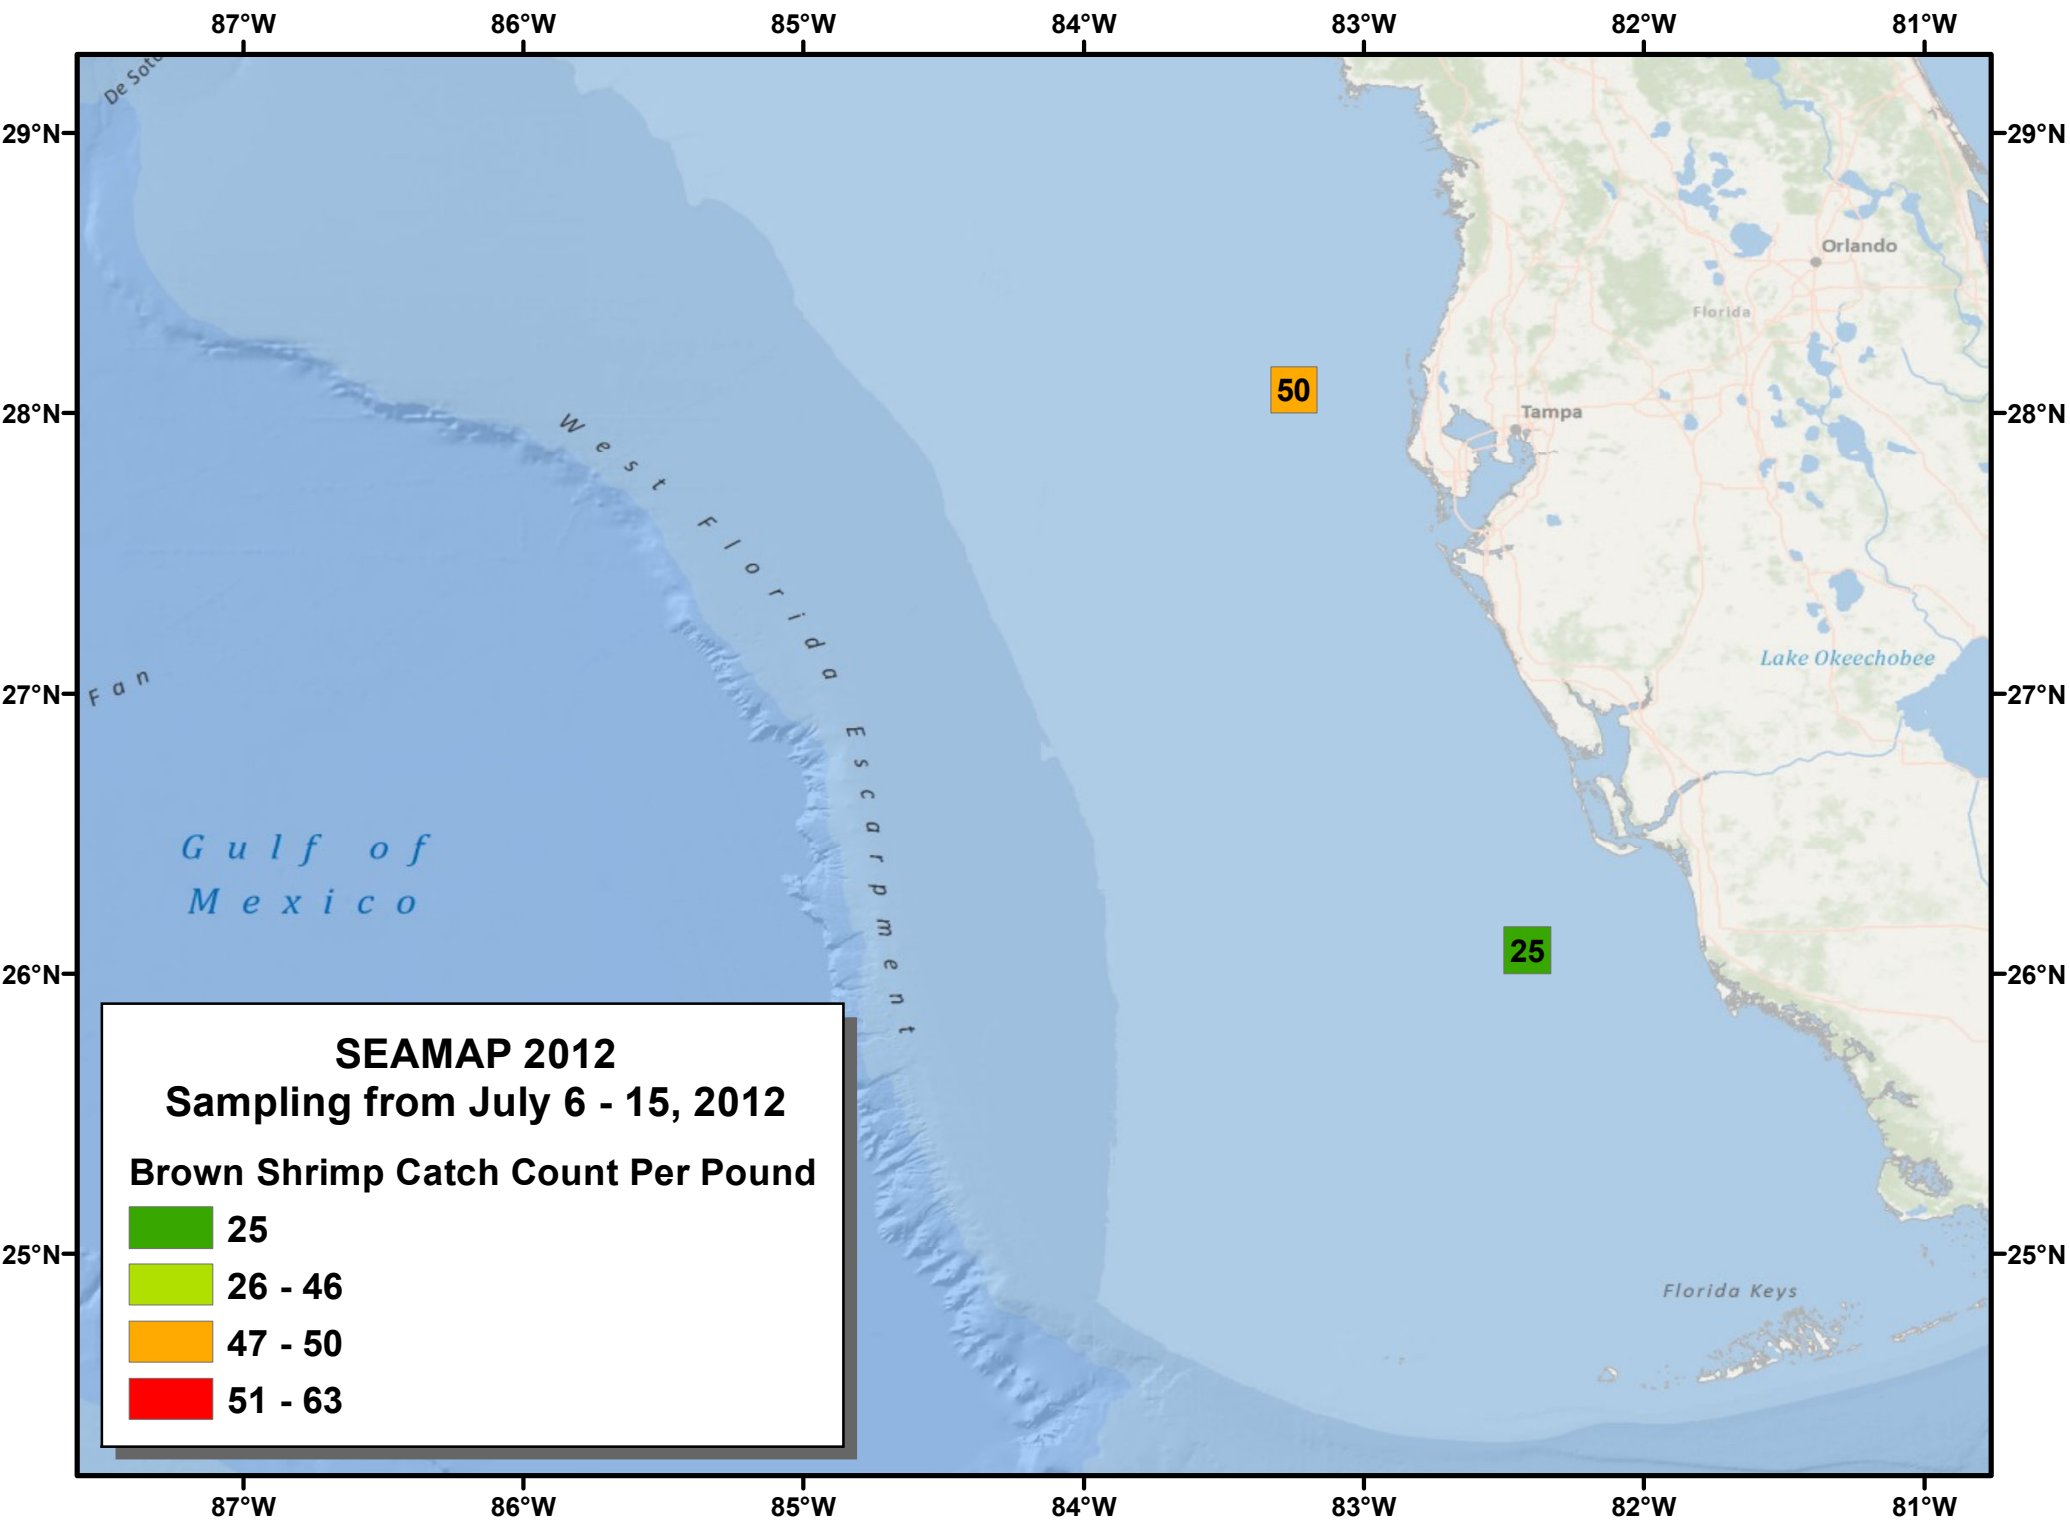 87°W 86°W 85°W 84°W 83°W 82°W 81°W
De Soto
29°N 29°N
Orlando
Florida
50
28°N 28°N
Tampa
West Florida Escarpment
Lake Okeechobee
Fan
27°N 27°N
Gulf of
Mexico
25
26°N 26°N
SEAMAP 2012
Sampling from July 6 - 15, 2012
Brown Shrimp Catch Count Per Pound
25
26 - 46
47 - 50
51 - 63
25°N 25°N
Florida Keys
87°W 86°W 85°W 84°W 83°W 82°W 81°W